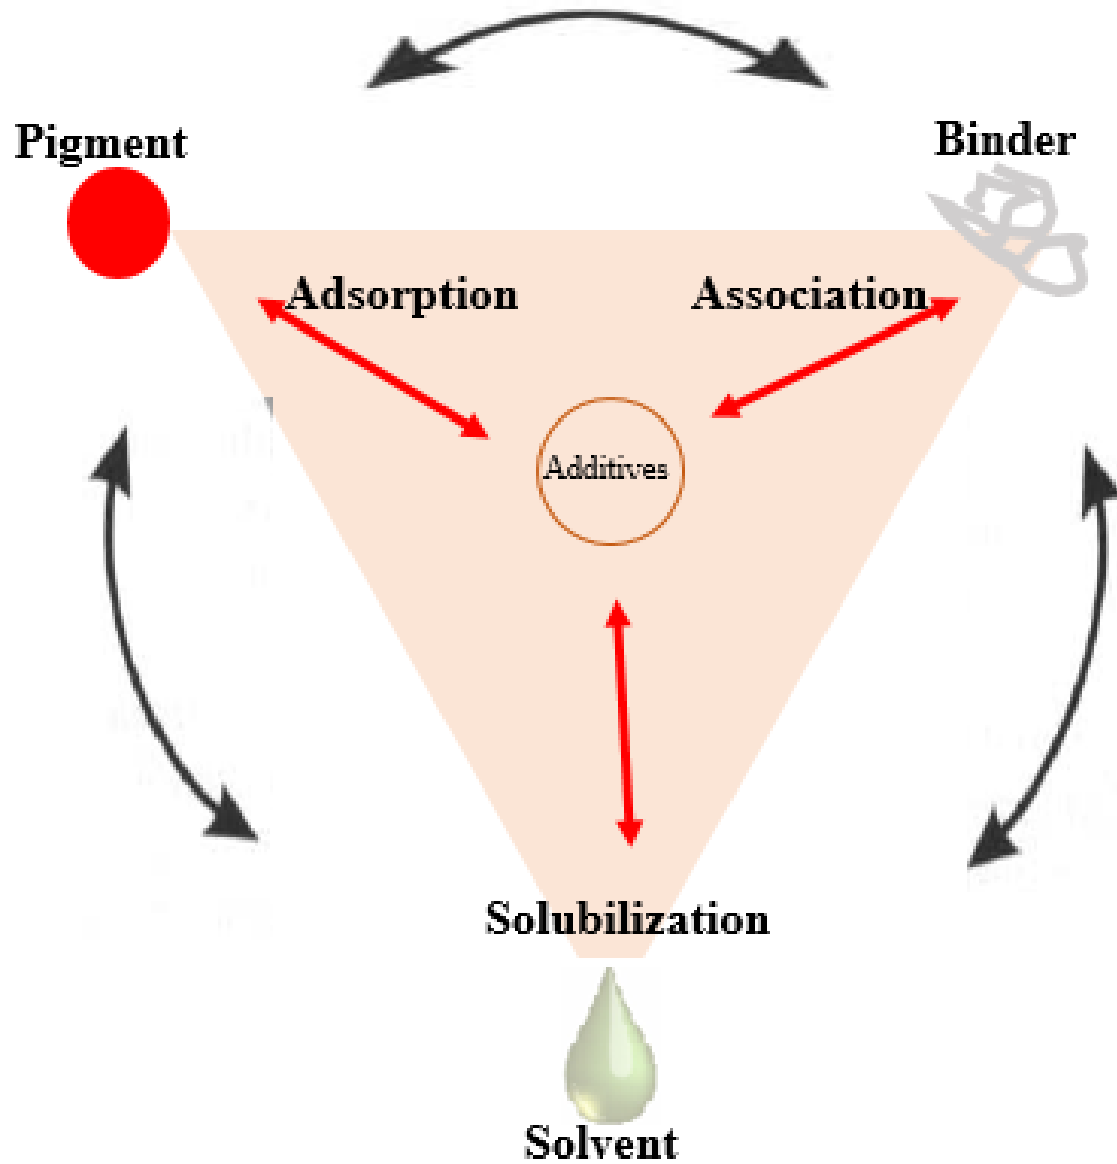 Pigment
Binder
Adsorption
Association
Additives
Solubilization
Solvent